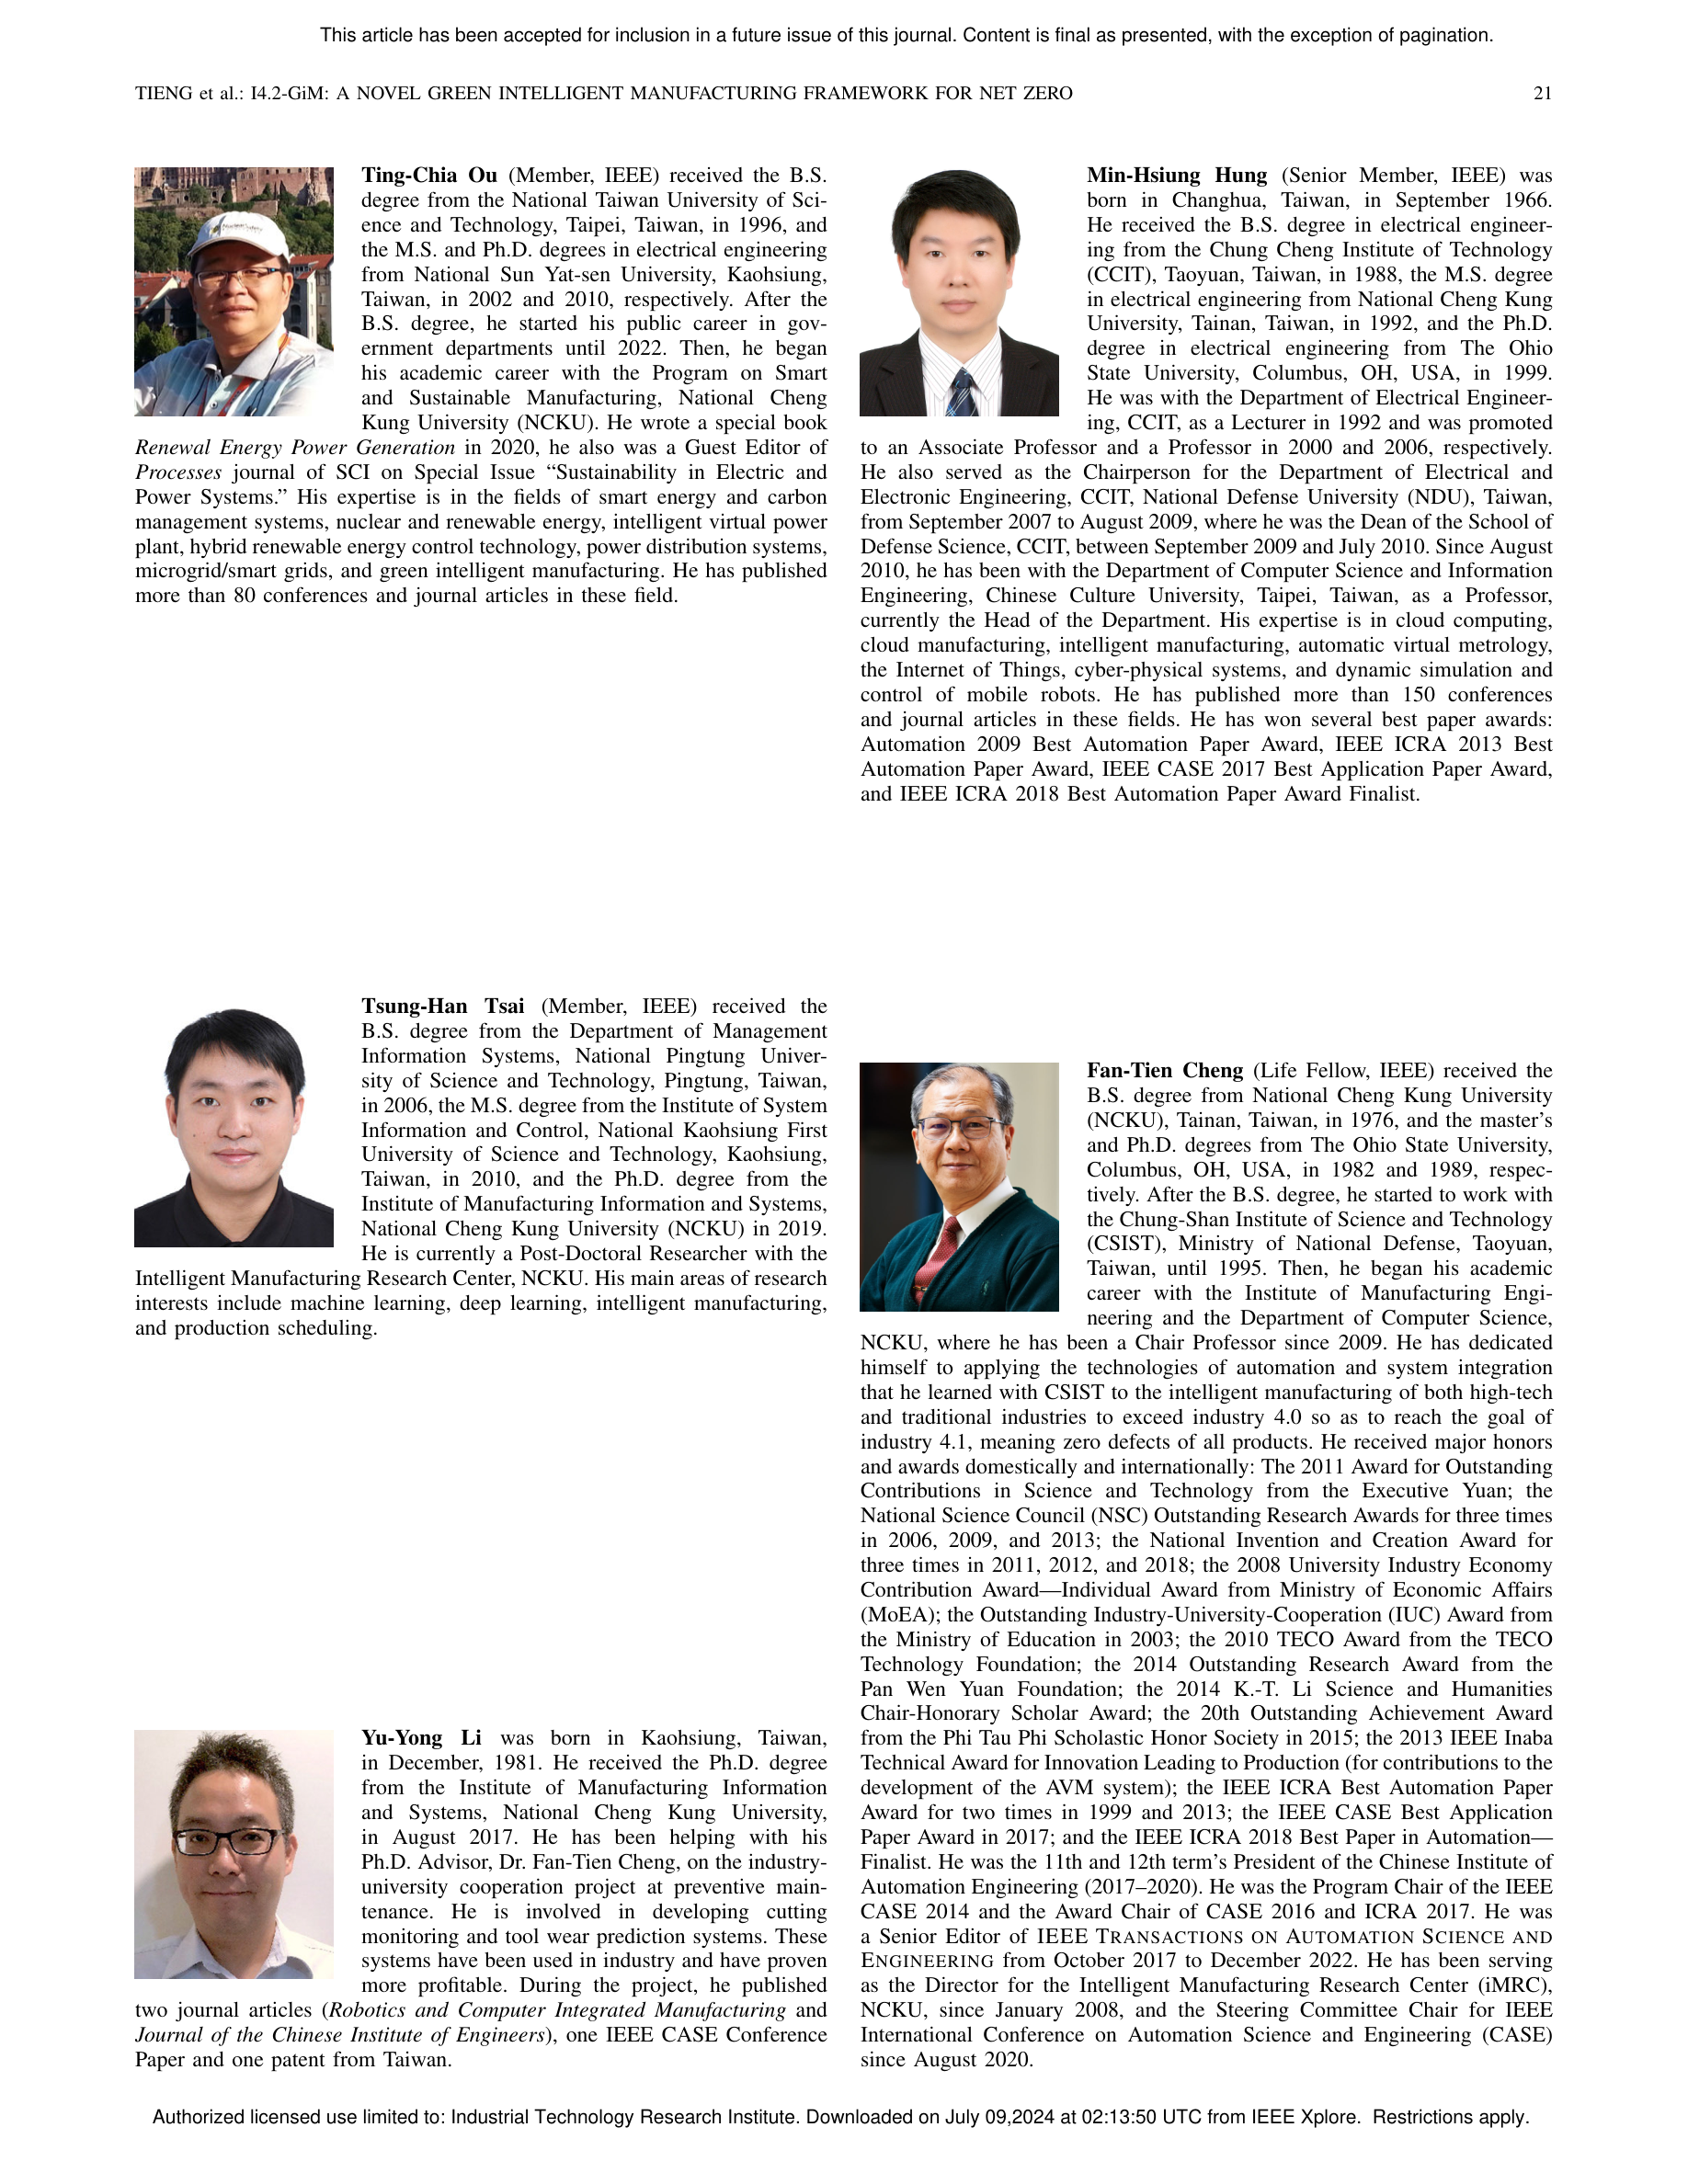 This article has been accepted for inclusion in a future issue of this journal. Content is final as presented, with the exception of pagination.
TIENG et al.: I4.2-GiM: A NOVEL GREEN INTELLIGENT MANUFACTURING FRAMEWORK FOR NET ZERO 21
Ting-Chia Ou (Member, IEEE) received the B.S.
degree from the National Taiwan University of Sci-
ence and Technology, Taipei, Taiwan, in 1996, and
the M.S. and Ph.D. degrees in electrical engineering
from National Sun Yat-sen University, Kaohsiung,
Taiwan, in 2002 and 2010, respectively. After the
B.S. degree, he started his public career in gov-
ernment departments until 2022. Then, he began
his academic career with the Program on Smart
and Sustainable Manufacturing, National Cheng
Kung University (NCKU). He wrote a special book
Renewal Energy Power Generation in 2020, he also was a Guest Editor of
Processes journal of SCI on Special Issue “Sustainability in Electric and
Power Systems.” His expertise is in the fields of smart energy and carbon
management systems, nuclear and renewable energy, intelligent virtual power
plant, hybrid renewable energy control technology, power distribution systems,
microgrid/smart grids, and green intelligent manufacturing. He has published
more than 80 conferences and journal articles in these field.
Tsung-Han Tsai (Member, IEEE) received the
B.S. degree from the Department of Management
Information Systems, National Pingtung Univer-
sity of Science and Technology, Pingtung, Taiwan,
in 2006, the M.S. degree from the Institute of System
Information and Control, National Kaohsiung First
University of Science and Technology, Kaohsiung,
Taiwan, in 2010, and the Ph.D. degree from the
Institute of Manufacturing Information and Systems,
National Cheng Kung University (NCKU) in 2019.
He is currently a Post-Doctoral Researcher with the
Intelligent Manufacturing Research Center, NCKU. His main areas of research
interests include machine learning, deep learning, intelligent manufacturing,
and production scheduling.
Yu-Yong Li was born in Kaohsiung, Taiwan,
in December, 1981. He received the Ph.D. degree
from the Institute of Manufacturing Information
and Systems, National Cheng Kung University,
in August 2017. He has been helping with his
Ph.D. Advisor, Dr. Fan-Tien Cheng, on the industry-
university cooperation project at preventive main-
tenance. He is involved in developing cutting
monitoring and tool wear prediction systems. These
systems have been used in industry and have proven
more profitable. During the project, he published
two journal articles (Robotics and Computer Integrated Manufacturing and
Journal of the Chinese Institute of Engineers), one IEEE CASE Conference
Paper and one patent from Taiwan.
Min-Hsiung Hung (Senior Member, IEEE) was
born in Changhua, Taiwan, in September 1966.
He received the B.S. degree in electrical engineer-
ing from the Chung Cheng Institute of Technology
(CCIT), Taoyuan, Taiwan, in 1988, the M.S. degree
in electrical engineering from National Cheng Kung
University, Tainan, Taiwan, in 1992, and the Ph.D.
degree in electrical engineering from The Ohio
State University, Columbus, OH, USA, in 1999.
He was with the Department of Electrical Engineer-
ing, CCIT, as a Lecturer in 1992 and was promoted
to an Associate Professor and a Professor in 2000 and 2006, respectively.
He also served as the Chairperson for the Department of Electrical and
Electronic Engineering, CCIT, National Defense University (NDU), Taiwan,
from September 2007 to August 2009, where he was the Dean of the School of
Defense Science, CCIT, between September 2009 and July 2010. Since August
2010, he has been with the Department of Computer Science and Information
Engineering, Chinese Culture University, Taipei, Taiwan, as a Professor,
currently the Head of the Department. His expertise is in cloud computing,
cloud manufacturing, intelligent manufacturing, automatic virtual metrology,
the Internet of Things, cyber-physical systems, and dynamic simulation and
control of mobile robots. He has published more than 150 conferences
and journal articles in these fields. He has won several best paper awards:
Automation 2009 Best Automation Paper Award, IEEE ICRA 2013 Best
Automation Paper Award, IEEE CASE 2017 Best Application Paper Award,
and IEEE ICRA 2018 Best Automation Paper Award Finalist.
Fan-Tien Cheng (Life Fellow, IEEE) received the
B.S. degree from National Cheng Kung University
(NCKU), Tainan, Taiwan, in 1976, and the master’s
and Ph.D. degrees from The Ohio State University,
Columbus, OH, USA, in 1982 and 1989, respec-
tively. After the B.S. degree, he started to work with
the Chung-Shan Institute of Science and Technology
(CSIST), Ministry of National Defense, Taoyuan,
Taiwan, until 1995. Then, he began his academic
career with the Institute of Manufacturing Engi-
neering and the Department of Computer Science,
NCKU, where he has been a Chair Professor since 2009. He has dedicated
himself to applying the technologies of automation and system integration
that he learned with CSIST to the intelligent manufacturing of both high-tech
and traditional industries to exceed industry 4.0 so as to reach the goal of
industry 4.1, meaning zero defects of all products. He received major honors
and awards domestically and internationally: The 2011 Award for Outstanding
Contributions in Science and Technology from the Executive Yuan; the
National Science Council (NSC) Outstanding Research Awards for three times
in 2006, 2009, and 2013; the National Invention and Creation Award for
three times in 2011, 2012, and 2018; the 2008 University Industry Economy
Contribution Award—Individual Award from Ministry of Economic Affairs
(MoEA); the Outstanding Industry-University-Cooperation (IUC) Award from
the Ministry of Education in 2003; the 2010 TECO Award from the TECO
Technology Foundation; the 2014 Outstanding Research Award from the
Pan Wen Yuan Foundation; the 2014 K.-T. Li Science and Humanities
Chair-Honorary Scholar Award; the 20th Outstanding Achievement Award
from the Phi Tau Phi Scholastic Honor Society in 2015; the 2013 IEEE Inaba
Technical Award for Innovation Leading to Production (for contributions to the
development of the AVM system); the IEEE ICRA Best Automation Paper
Award for two times in 1999 and 2013; the IEEE CASE Best Application
Paper Award in 2017; and the IEEE ICRA 2018 Best Paper in Automation—
Finalist. He was the 11th and 12th term’s President of the Chinese Institute of
Automation Engineering (2017–2020). He was the Program Chair of the IEEE
CASE 2014 and the Award Chair of CASE 2016 and ICRA 2017. He was
a Senior Editor of IEEE TRANSACTIONS ON AUTOMATION SCIENCE AND
ENGINEERING from October 2017 to December 2022. He has been serving
as the Director for the Intelligent Manufacturing Research Center (iMRC),
NCKU, since January 2008, and the Steering Committee Chair for IEEE
International Conference on Automation Science and Engineering (CASE)
since August 2020.
Authorized licensed use limited to: Industrial Technology Research Institute. Downloaded on July 09,2024 at 02:13:50 UTC from IEEE Xplore. Restrictions apply.